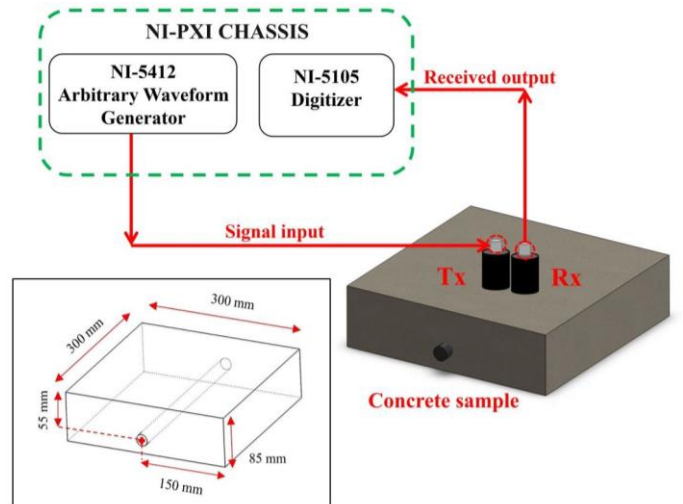 NI-PXI CHASSIS
NI-5412
Arbitrary Waveform
Generator
NI-5105
Digitizer
Received output
Signal input
Tx
Rx
Concrete sample
300 mm
300 mm
55 mm
85 mm
150 mm